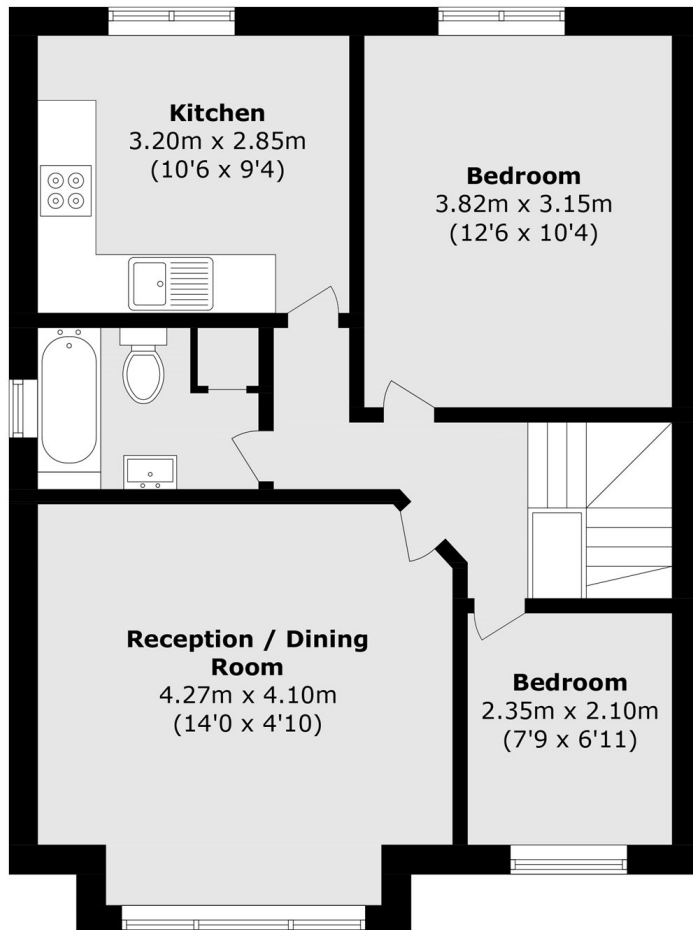 Kitchen
3.20m x 2.85m
(10'6 x 9'4)
Bedroom
3.82m x 3.15m
(12'6 x 10'4)
Reception / Dining
Room
4.27m x 4.10m
(14'0 x 4'10)
Bedroom
2.35m x 2.10m
(7'9 x 6'11)